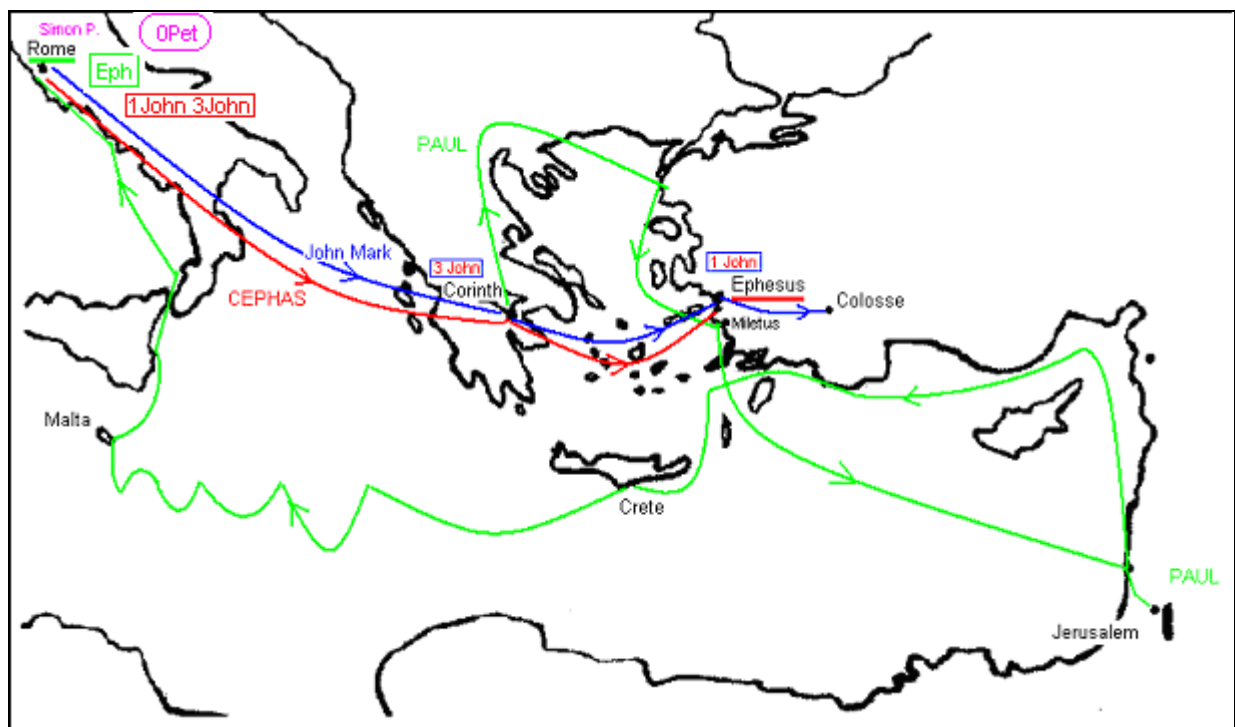 Simon P.
0Pet
Rome
Eph
1John 3John
PAUL
John Mark
3 John
1 John
CEPHAS
Corinth
Ephesus
Colosse
Miletus
Malta
Crete
PAUL
Jerusalem